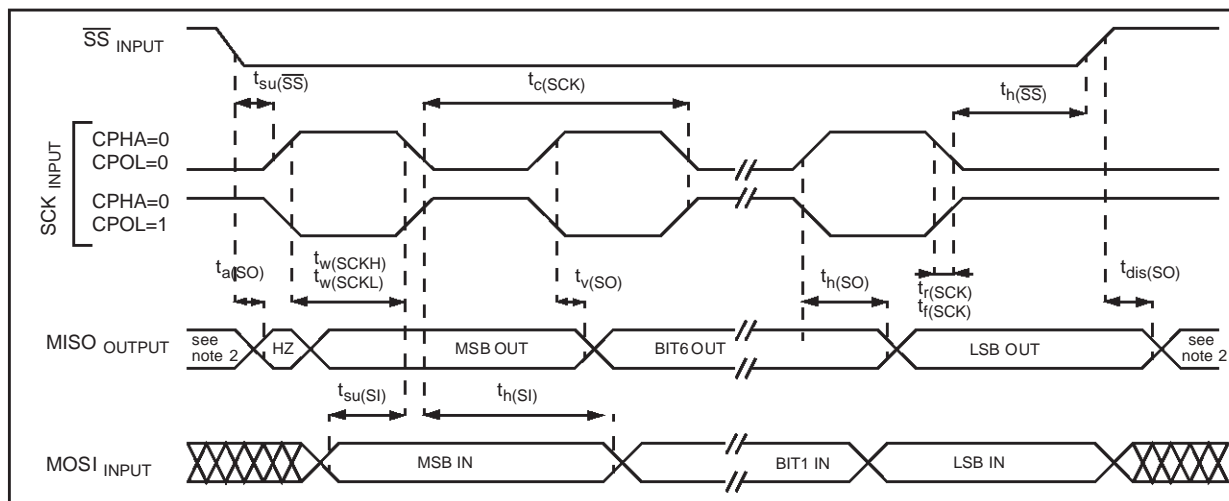 SS INPUT
tsu(SS)
tc(SCK)
th(SS)
SCK INPUT
CPHA=0
CPOL=0
CPHA=0
CPOL=1
ta(SO)
tw(SCKH)
tw(SCKL)
tv(SO)
th(SO)
tr(SCK)
tf(SCK)
tdis(SO)
MISO OUTPUT
see
note 2
HZ
MSB OUT
BIT6 OUT
LSB OUT
see
note 2
tsu(SI)
th(SI)
MOSI INPUT
MSB IN
BIT1 IN
LSB IN